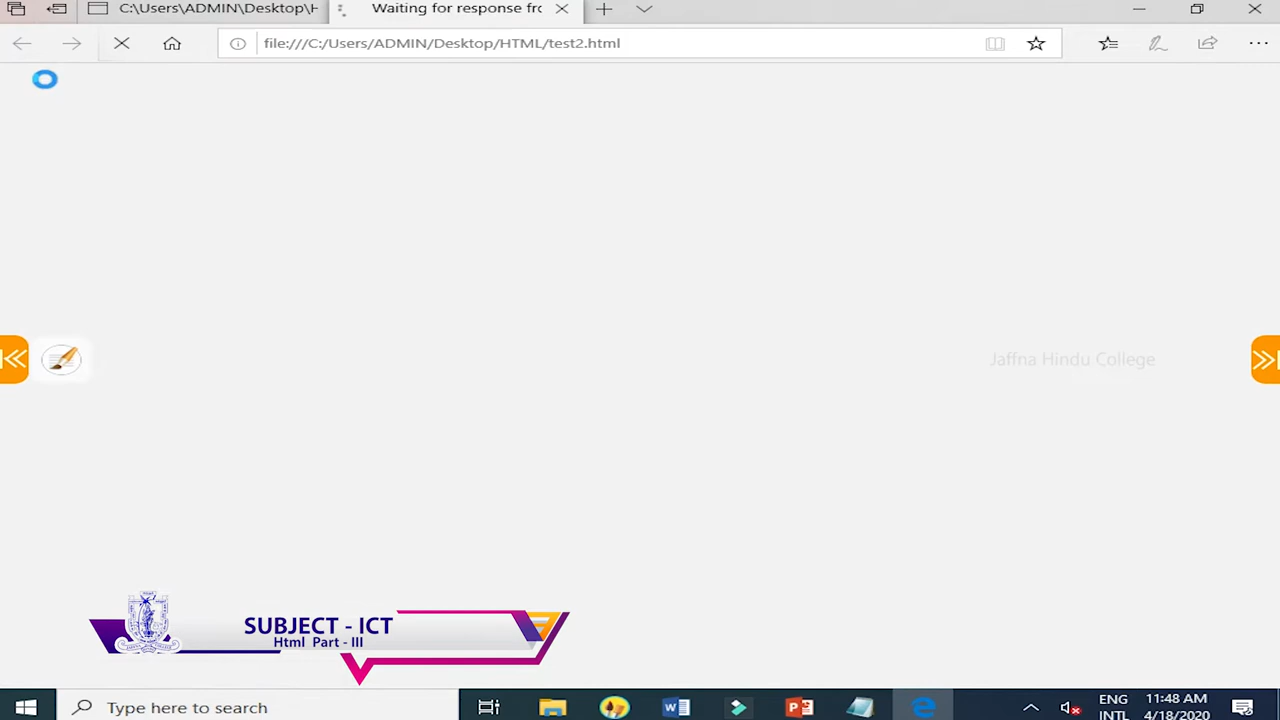 C:\Users\ADMIN\Desktop\H
Waiting for response fro
file:///C:/Users/ADMIN/Desktop/HTML/test2.html
Jaffna Hindu College
SUBJECT - ICT
Html Part - III
Type here to search
ENG
INTL
11:48 AM
4/18/2020